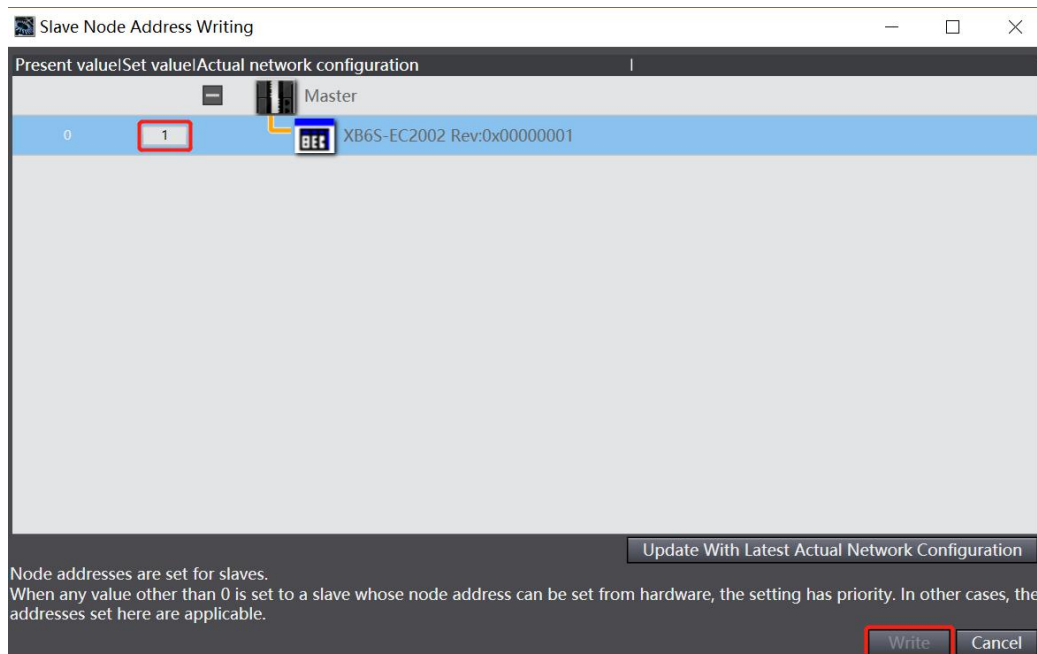 Slave Node Address Writing
Present value|Set value|Actual network configuration |
Master
0 1 BEC XB6S-EC2002 Rev:0x00000001
Update With Latest Actual Network Configuration
Node addresses are set for slaves.
When any value other than 0 is set to a slave whose node address can be set from hardware, the setting has priority. In other cases, the
addresses set here are applicable.
Write Cancel